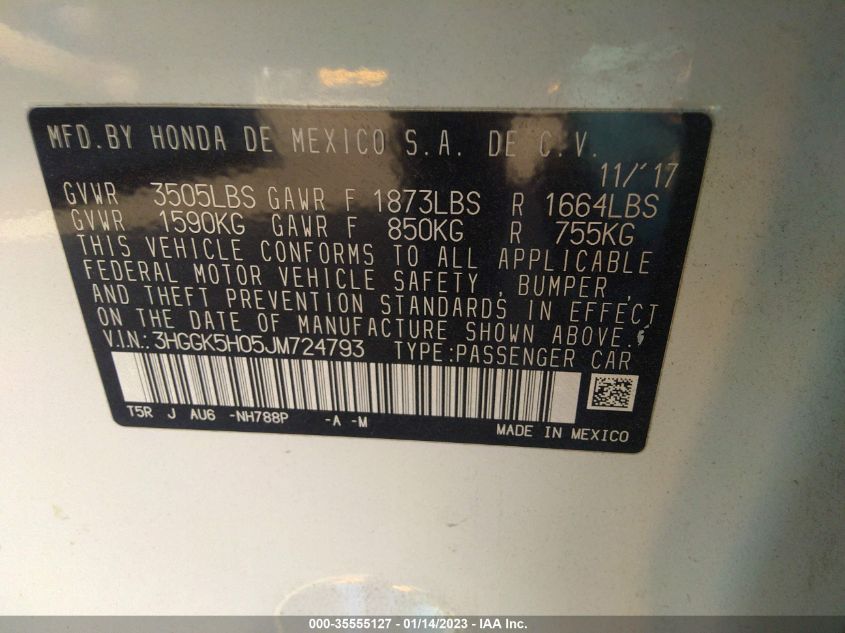 MFD.BY HONDA DE MEXICO S.A. DE C.V.
11/'17
GVWR 3505LBS GAWR F 1873LBS R 1664LBS
GVWR 1590KG GAWR F 850KG R 755KG
THIS VEHICLE CONFORMS TO ALL APPLICABLE
FEDERAL MOTOR VEHICLE SAFETY, BUMPER,
AND THEFT PREVENTION STANDARDS IN EFFECT
ON THE DATE OF MANUFACTURE SHOWN ABOVE.
V.I.N.: 3HGGK5H05JM724793 TYPE:PASSENGER CAR
T5R J AU6 -NH788P -A -M
MADE IN MEXICO
000-35555127 - 01/14/2023 - IAA Inc.